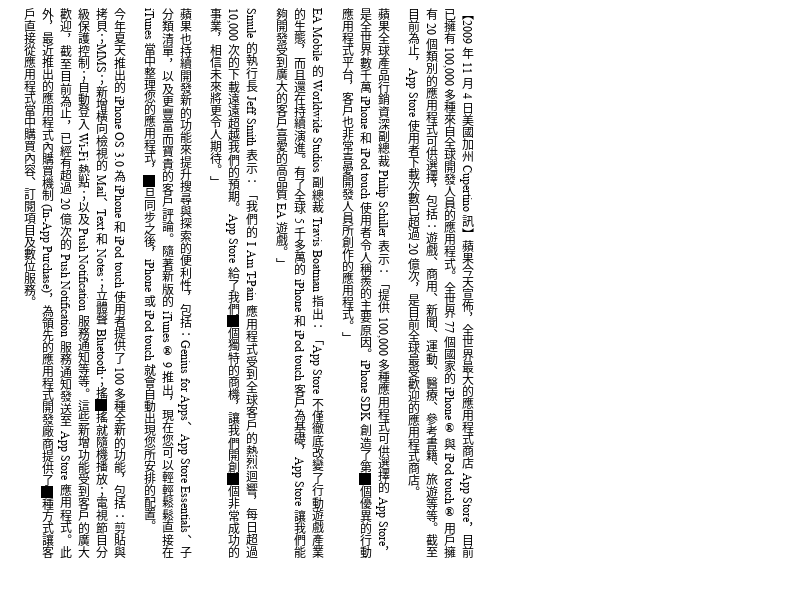 【2009 年 11 月 4 日美國加州 Cupertino 訊】蘋果今天宣佈，全世界最大的應用程式商店 App Store，目前
已擁有 100,000 多種來自全球開發人員的應用程式。全世界 77 個國家的 iPhone® 與 iPod touch® 用戶擁
有 20 個類別的應用程式可供選擇，包括：遊戲、商用、新聞、運動、醫療、參考書籍、旅遊等等。截至
目前為止，App Store 使用者下載次數已超過 20 億次，是目前全球最受歡迎的應用程式商店。
蘋果全球產品行銷資深副總裁 Philip Schiller 表示：「提供 100,000 多種應用程式可供選擇的 App Store，
是全世界數千萬 iPhone 和 iPod touch 使用者令人稱羨的主要原因。iPhone SDK 創造了第■個優異的行動
應用程式平台，客戶也非常喜愛開發人員所創作的應用程式。」
EA Mobile 的 Worldwide Studios 副總裁 Travis Boatman 指出：「App Store 不僅徹底改變了行動遊戲產業
的生態，而且還在持續演進。有了全球 5 千多萬的 iPhone 和 iPod touch 客戶為基礎，App Store 讓我們能
夠開發受到廣大的客戶喜愛的高品質 EA 遊戲。」
Smule 的執行長 Jeff Smith 表示：「我們的 I Am T-Pain 應用程式受到全球客戶的熱烈迴響，每日超過
10,000 次的下載遠遠超越我們的預期。App Store 給了我們■個獨特的商機，讓我們開創■個非常成功的
事業，相信未來將更令人期待。」
蘋果也持續開發新的功能來提升搜尋與探索的便利性，包括：Genius for Apps、App Store Essentials、子
分類清單，以及更豐富而寶貴的客戶評論。隨著新版的 iTunes® 9 推出，現在您可以輕輕鬆鬆直接在
iTunes 當中整理您的應用程式，■旦同步之後，iPhone 或 iPod touch 就會自動出現您所安排的配置。
今年夏天推出的 iPhone OS 3.0 為 iPhone 和 iPod touch 使用者提供了 100 多種全新的功能，包括：剪貼與
拷貝；MMS；新增橫向檢視的 Mail、Text 和 Notes；立體聲 Bluetooth；搖■搖就隨機播放；電視節目分
級保護控制；自動登入 Wi-Fi 熱點；以及 Push Notification 服務通知等等。這些新增功能受到客戶的廣大
歡迎，截至目前為止，已經有超過 20 億次的 Push Notification 服務通知發送至 App Store 應用程式。此
外，最近推出的應用程式內購買機制 (In-App Purchase)，為領先的應用程式開發廠商提供了■種方式讓客
戶直接從應用程式當中購買內容、訂閱項目及數位服務。